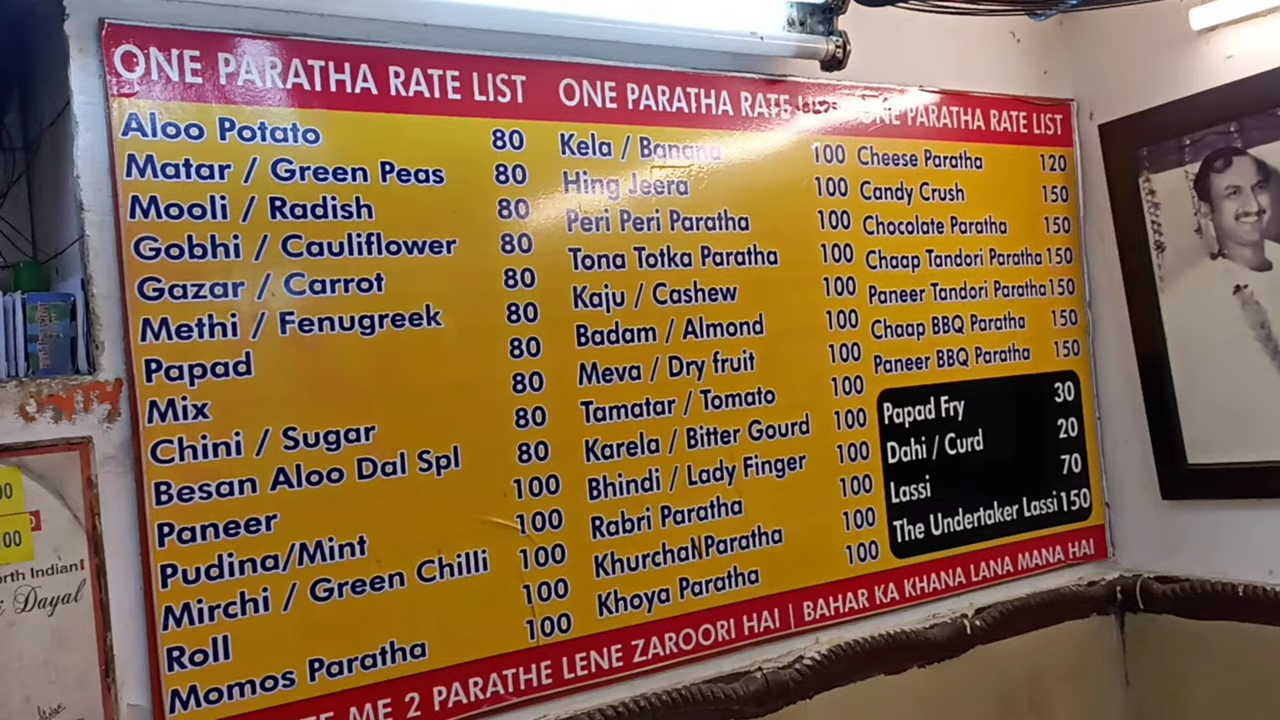 ONE PARATHA RATE LIST
Aloo Potato 80
Matar / Green Peas 80
Mooli / Radish 80
Gobhi / Cauliflower 80
Gazar / Carrot 80
Methi / Fenugreek 80
Papad 80
Mix 80
Chini / Sugar 80
Besan Aloo Dal Spl 80
Paneer 100
Pudina/Mint 100
Mirchi / Green Chilli 100
Roll 100
Momos Paratha 100
ONE PARATHA RATE LIST
Kela / Banana 100
Hing Jeera 100
Peri Peri Paratha 100
Tona Totka Paratha 100
Kaju / Cashew 100
Badam / Almond 100
Meva / Dry fruit 100
Tamatar / Tomato 100
Karela / Bitter Gourd 100
Bhindi / Lady Finger 100
Rabri Paratha 100
Khurchan Paratha 100
Khoya Paratha 100
ONE PARATHA RATE LIST
Cheese Paratha 120
Candy Crush 150
Chocolate Paratha 150
Chaap Tandori Paratha 150
Paneer Tandori Paratha 150
Chaap BBQ Paratha 150
Paneer BBQ Paratha 150
Papad Fry 30
Dahi / Curd 20
Lassi 70
The Undertaker Lassi 150
ME 2 PARATHE LENE ZAROORI HAI | BAHAR KA KHANA LANA MANA HAI
Indian
Dayal